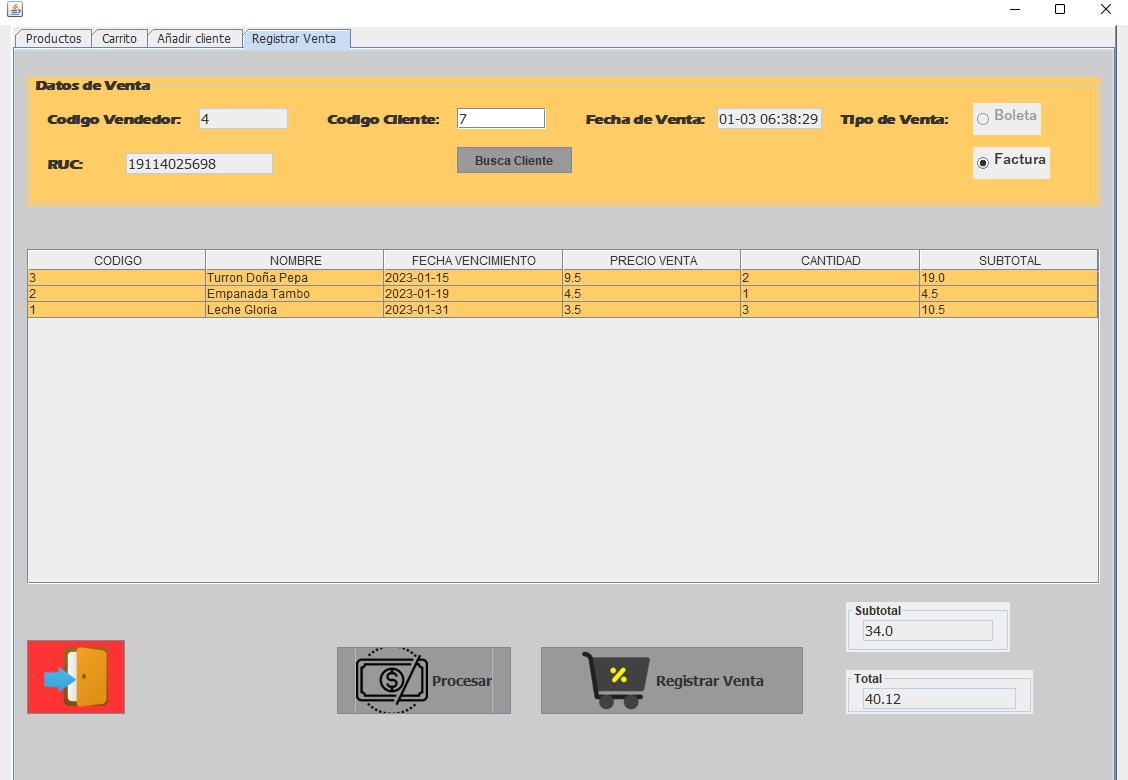 Productos Carrito Añadir cliente Registrar Venta
Datos de Venta
Codigo Vendedor: 4 Codigo Cliente: 7 Fecha de Venta: 01-03 06:38:29 Tipo de Venta: Boleta
RUC: 19114025698 Busca Cliente Factura
CODIGO NOMBRE FECHA VENCIMIENTO PRECIO VENTA CANTIDAD SUBTOTAL
3 Turron Doña Pepa 2023-01-15 9.5 2 19.0
2 Empanada Tambo 2023-01-19 4.5 1 4.5
1 Leche Gloria 2023-01-31 3.5 3 10.5
Subtotal
34.0
Procesar Registrar Venta
Total
40.12